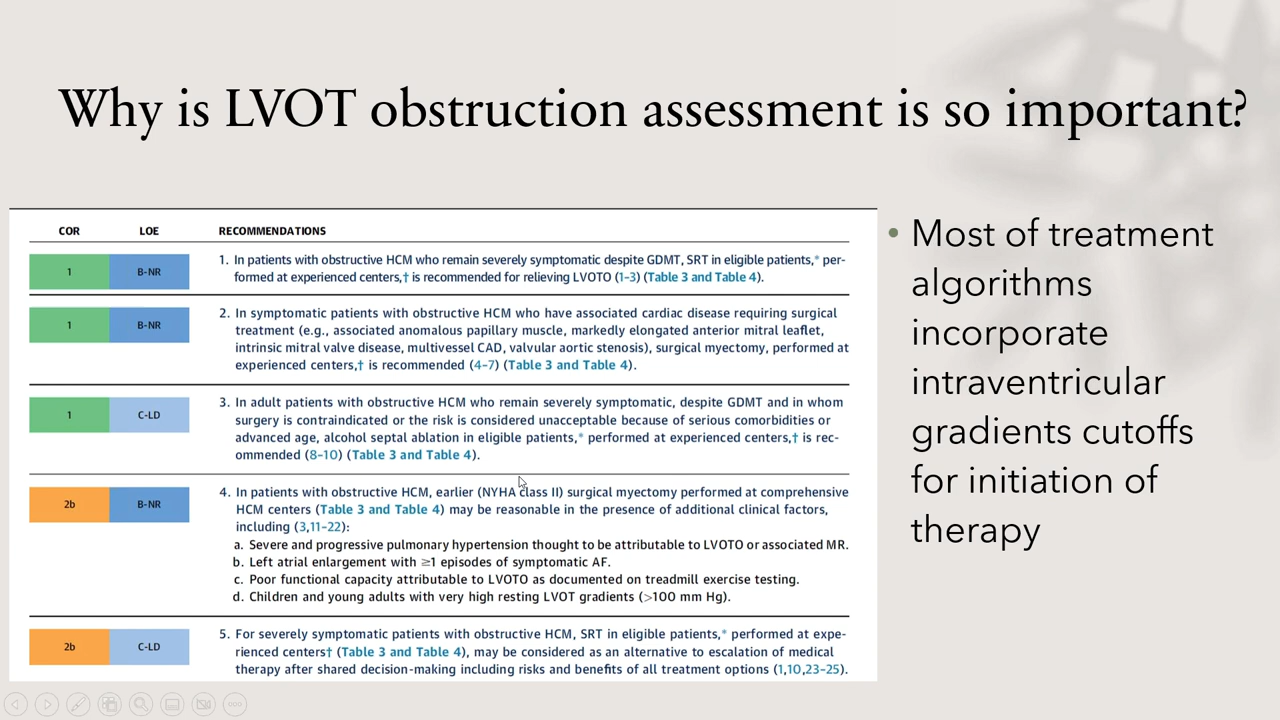 Why is LVOT obstruction assessment is so important?
COR LOE RECOMMENDATIONS
1 B-NR
1. In patients with obstructive HCM who remain severely symptomatic despite GDMT, SRT in eligible patients,* per-
formed at experienced centers,† is recommended for relieving LVOTO (1–3) (Table 3 and Table 4).
1 B-NR
2. In symptomatic patients with obstructive HCM who have associated cardiac disease requiring surgical
treatment (e.g., associated anomalous papillary muscle, markedly elongated anterior mitral leaflet,
intrinsic mitral valve disease, multivessel CAD, valvular aortic stenosis), surgical myectomy, performed at
experienced centers,† is recommended (4–7) (Table 3 and Table 4).
1 C-LD
3. In adult patients with obstructive HCM who remain severely symptomatic, despite GDMT and in whom
surgery is contraindicated or the risk is considered unacceptable because of serious comorbidities or
advanced age, alcohol septal ablation in eligible patients,* performed at experienced centers,† is rec-
ommended (8–10) (Table 3 and Table 4).
2b B-NR
4. In patients with obstructive HCM, earlier (NYHA class II) surgical myectomy performed at comprehensive
HCM centers (Table 3 and Table 4) may be reasonable in the presence of additional clinical factors,
including (3,11–22):
a. Severe and progressive pulmonary hypertension thought to be attributable to LVOTO or associated MR.
b. Left atrial enlargement with ≥1 episodes of symptomatic AF.
c. Poor functional capacity attributable to LVOTO as documented on treadmill exercise testing.
d. Children and young adults with very high resting LVOT gradients (>100 mm Hg).
2b C-LD
5. For severely symptomatic patients with obstructive HCM, SRT in eligible patients,* performed at expe-
rienced centers† (Table 3 and Table 4), may be considered as an alternative to escalation of medical
therapy after shared decision-making including risks and benefits of all treatment options (1,10,23–25).
• Most of treatment
algorithms
incorporate
intraventricular
gradients cutoffs
for initiation of
therapy